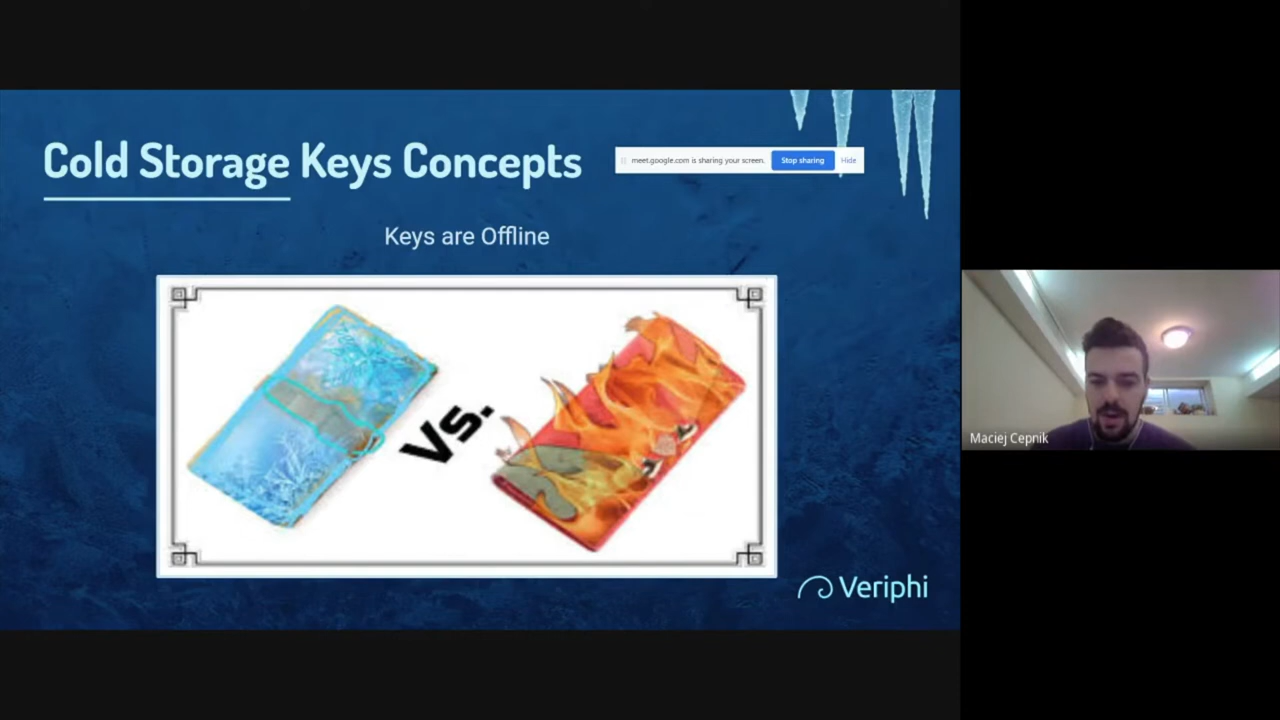 Cold Storage Keys Concepts
meet.google.com is sharing your screen. Stop sharing Hide
Keys are Offline
Vs.
Maciej Cepnik
Veriphi